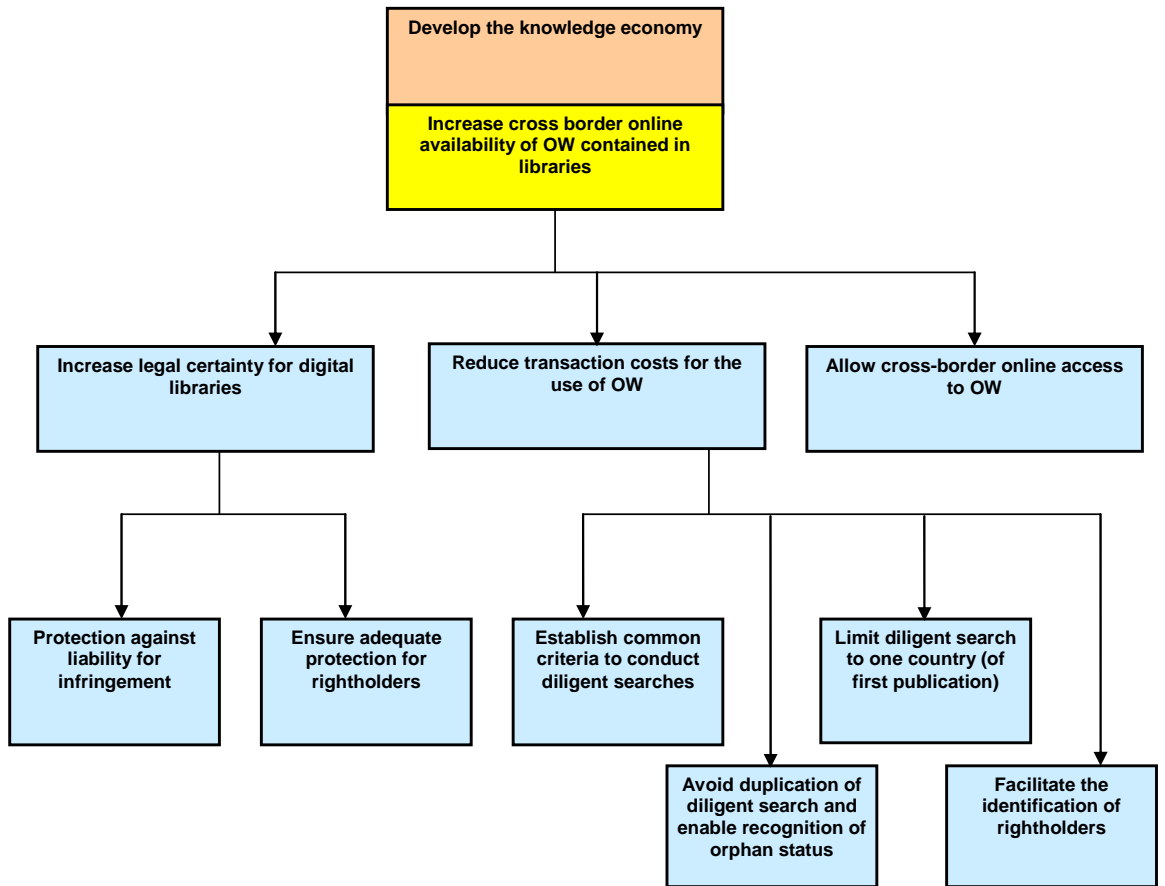 Develop the knowledge economy
Increase cross border online
availability of OW contained in
libraries
Increase legal certainty for digital
libraries
Reduce transaction costs for the
use of OW
Allow cross-border online access
to OW
Protection against
liability for
infringement
Ensure adequate
protection for
rightholders
Establish common
criteria to conduct
diligent searches
Limit diligent search
to one country (of
first publication)
Avoid duplication of
diligent search and
enable recognition of
orphan status
Facilitate the
identification of
rightholders